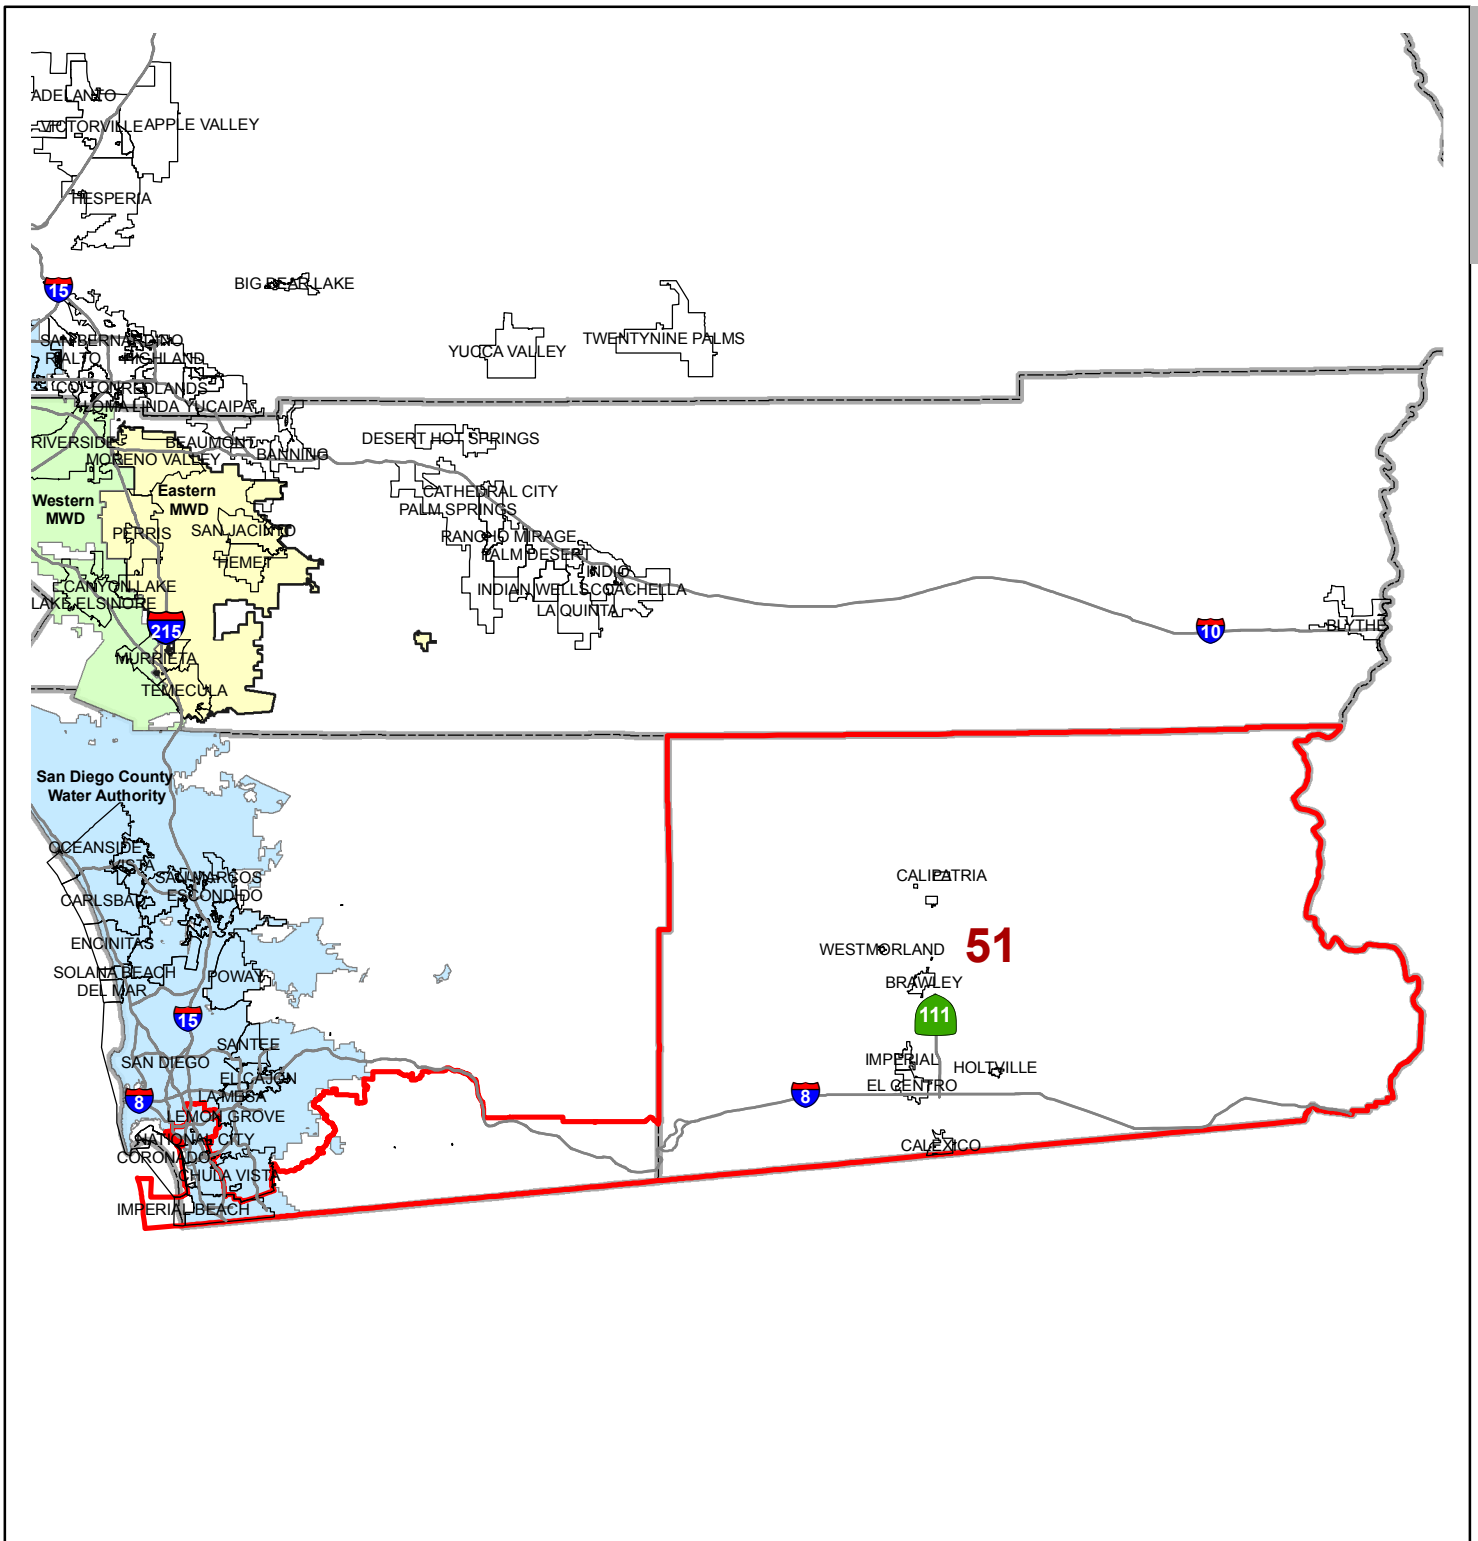 ADELANTO
VICTORVILLE
APPLE VALLEY
HESPERIA
BIG BEAR LAKE
15
SAN BERNARDINO
RIALTO
HIGHLAND
COLTON
REDLANDS
LOMA LINDA
YUCAIPA
YUCCA VALLEY
TWENTYNINE PALMS
RIVERSIDE
BEAUMONT
BANNING
MORENO VALLEY
DESERT HOT SPRINGS
Western
MWD
Eastern
MWD
CATHEDRAL CITY
PALM SPRINGS
PERRIS
SAN JACINTO
RANCHO MIRAGE
HEMET
PALM DESERT
CANYON LAKE
INDIO
LAKE ELSINORE
INDIAN WELLS
COACHELLA
LA QUINTA
215
10
BLYTHE
MURRIETA
TEMECULA
San Diego County
Water Authority
OCEANSIDE
VISTA
SAN MARCOS
CARLSBAD
ESCONDIDO
CALIPATRIA
ENCINITAS
WESTMORLAND
51
SOLANA BEACH
DEL MAR
POWAY
BRAWLEY
15
111
SANTEE
SAN DIEGO
IMPERIAL
HOLTVILLE
EL CAJON
EL CENTRO
8
LA MESA
8
LEMON GROVE
NATIONAL CITY
CORONADO
CALEXICO
CHULA VISTA
IMPERIAL BEACH